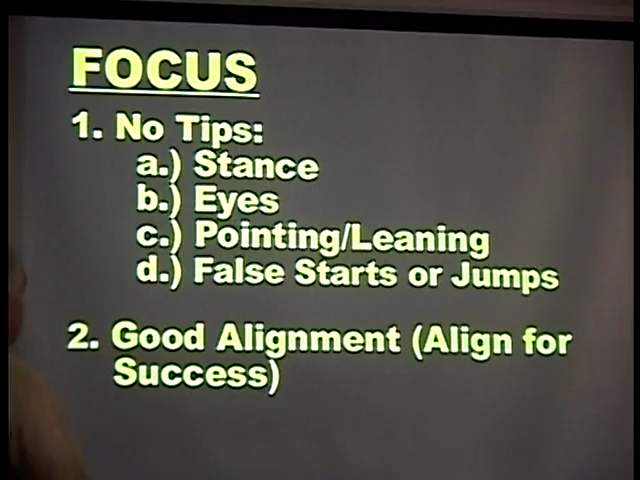 FOCUS
1. No Tips:
a.) Stance
b.) Eyes
c.) Pointing/Leaning
d.) False Starts or Jumps
2. Good Alignment (Align for
Success)